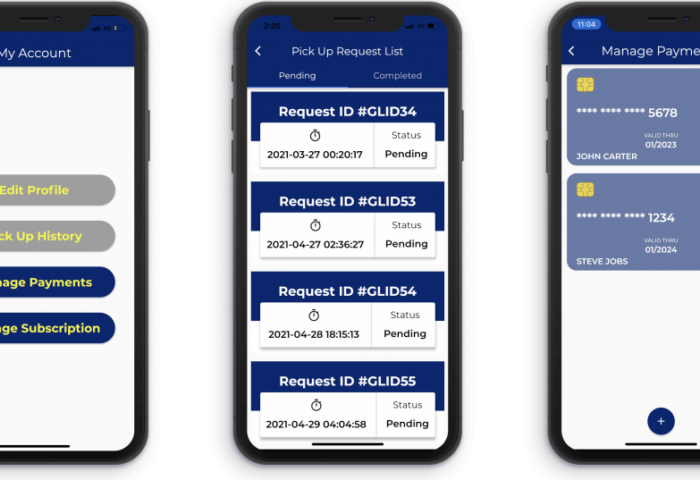 My Account
Edit Profile
ck Up History
nage Payments
ge Subscription
2:55
4G
Pick Up Request List
Pending
Completed
Request ID #GLID34
2021-03-27 00:20:17
Status
Pending
Request ID #GLID53
2021-04-27 02:36:27
Status
Pending
Request ID #GLID54
2021-04-28 18:15:13
Status
Pending
Request ID #GLID55
2021-04-29 04:04:58
Status
Pending
11:04
Manage Payme
**** **** **** 5678
VALID THRU
01/2023
JOHN CARTER
**** **** **** 1234
VALID THRU
01/2024
STEVE JOBS
+